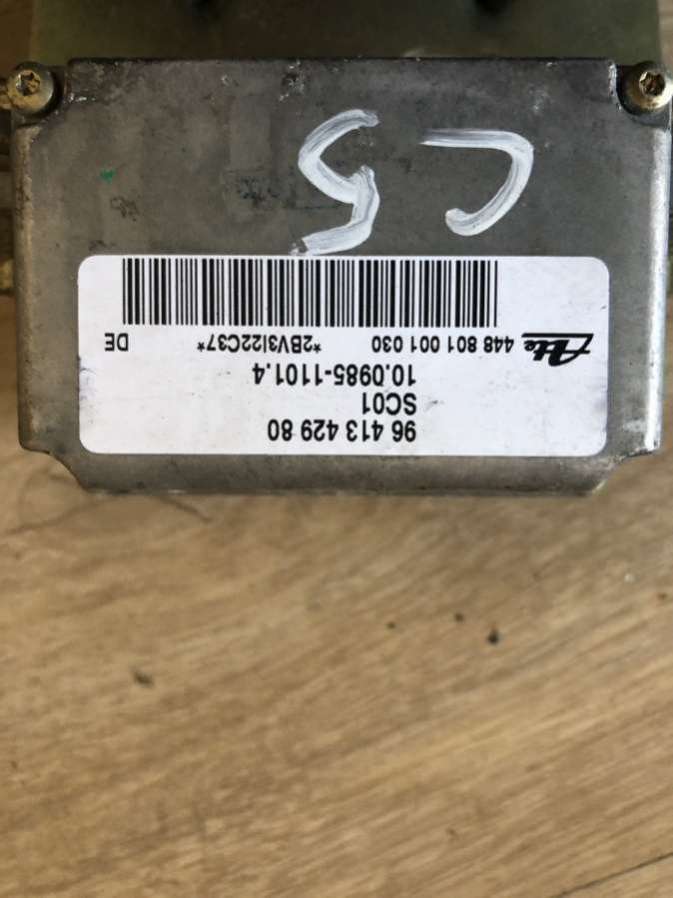 C5
96 413 429 80
SC01
10.0985-1101.4
Ate 448 801 001 030 *2BV3I22C37* DE